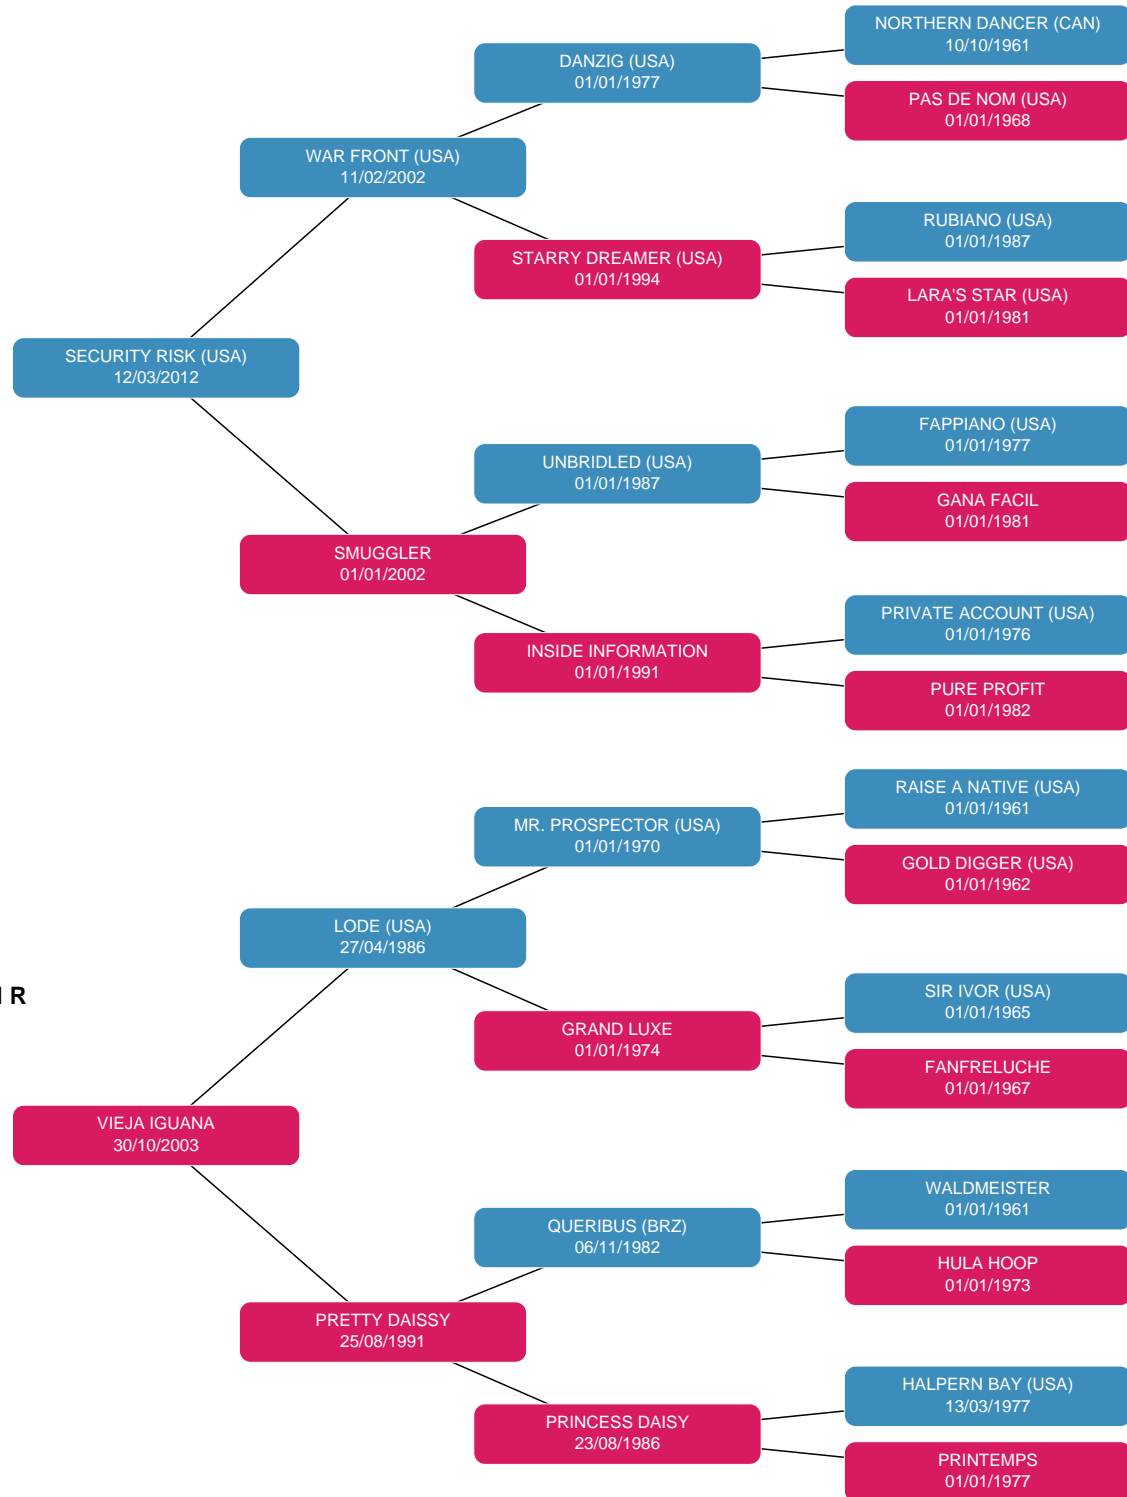 NORTHERN DANCER (CAN)
10/10/1961
DANZIG (USA)
01/01/1977
PAS DE NOM (USA)
01/01/1968
WAR FRONT (USA)
11/02/2002
RUBIANO (USA)
01/01/1987
STARRY DREAMER (USA)
01/01/1994
LARA'S STAR (USA)
01/01/1981
SECURITY RISK (USA)
12/03/2012
FAPPIANO (USA)
01/01/1977
UNBRIDLED (USA)
01/01/1987
GANA FACIL
01/01/1981
SMUGGLER
01/01/2002
PRIVATE ACCOUNT (USA)
01/01/1976
INSIDE INFORMATION
01/01/1991
PURE PROFIT
01/01/1982
RAISE A NATIVE (USA)
01/01/1961
MR. PROSPECTOR (USA)
01/01/1970
GOLD DIGGER (USA)
01/01/1962
LODE (USA)
27/04/1986
R
SIR IVOR (USA)
01/01/1965
GRAND LUXE
01/01/1974
FANFRELUCHE
01/01/1967
VIEJA IGUANA
30/10/2003
WALDMEISTER
01/01/1961
QUERIBUS (BRZ)
06/11/1982
HULA HOOP
01/01/1973
PRETTY DAISSY
25/08/1991
HALPERN BAY (USA)
13/03/1977
PRINCESS DAISY
23/08/1986
PRINTEMPS
01/01/1977